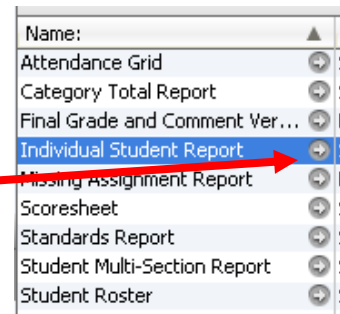 Name:
Attendance Grid
Category Total Report
Final Grade and Comment Ver...
Individual Student Report
Missing Assignment Report
Scoresheet
Standards Report
Student Multi-Section Report
Student Roster